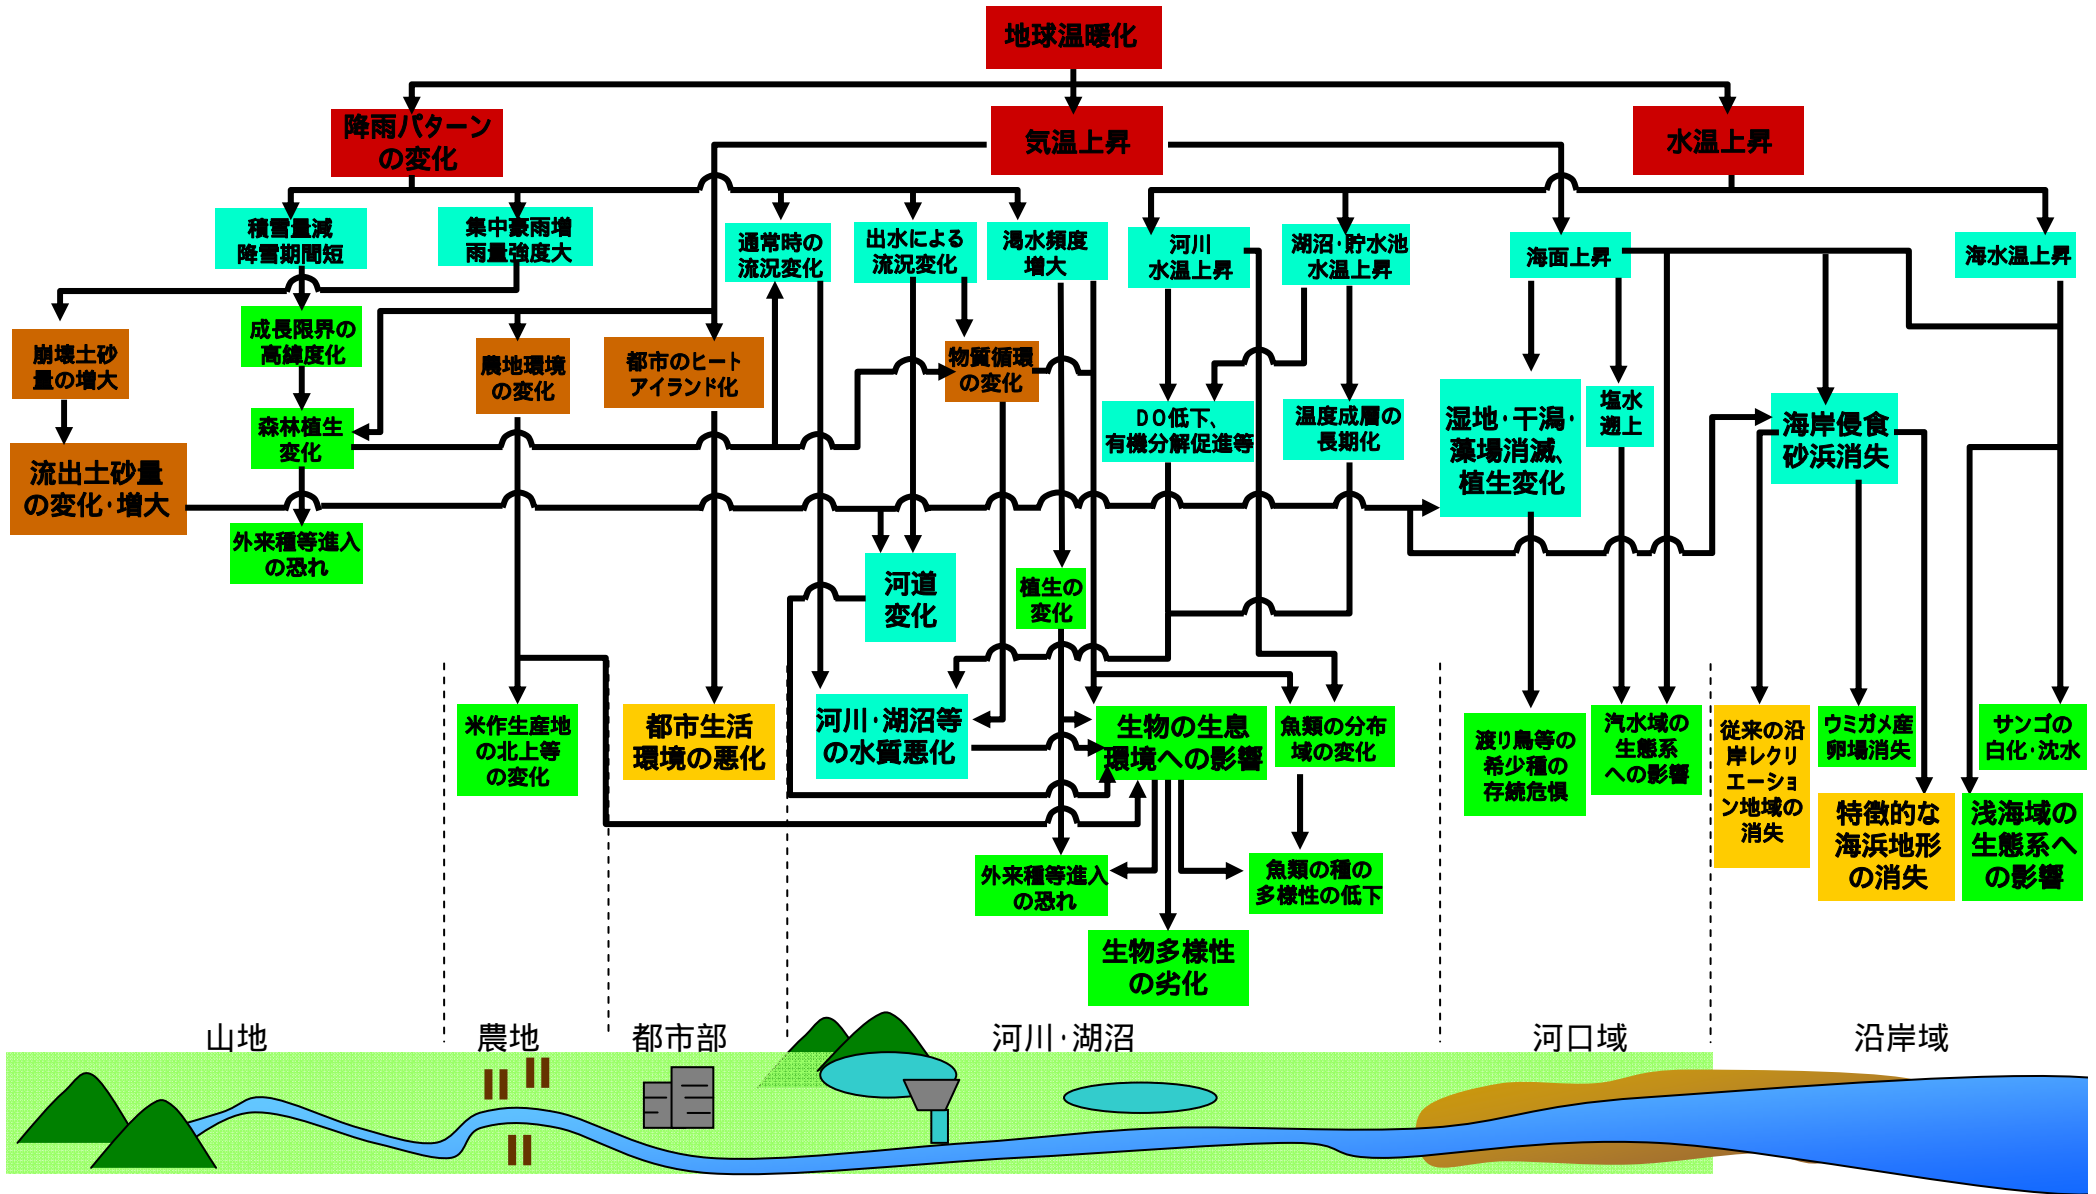 地球温暖化
降雨パターン
の変化
気温上昇
水温上昇
積雪量減
降雪期間短
集中豪雨増
雨量強度大
通常時の
流況変化
出水による
流況変化
渇水頻度
増大
河川
水温上昇
湖沼・貯水池
水温上昇
海面上昇
海水温上昇
崩壊土砂
量の増大
成長限界の
高緯度化
農地環境
の変化
都市のヒート
アイランド化
物質循環
の変化
森林植生
変化
DO低下、
有機分解促進等
温度成層の
長期化
湿地・干潟・
藻場消滅、
植生変化
塩水
遡上
海岸侵食
砂浜消失
流出土砂量
の変化・増大
外来種等進入
の恐れ
河道
変化
植生の
変化
米作生産地
の北上等
の変化
都市生活
環境の悪化
河川・湖沼等
の水質悪化
生物の生息
環境への影響
魚類の分布
域の変化
渡り鳥等の
希少種の
存続危惧
汽水域の
生態系
への影響
従来の沿
岸レクリ
エーショ
ン地域の
消失
ウミガメ産
卵場消失
サンゴの
白化・沈水
特徴的な
海浜地形
の消失
浅海域の
生態系へ
の影響
外来種等進入
の恐れ
魚類の種の
多様性の低下
生物多様性
の劣化
山地
農地
都市部
河川・湖沼
河口域
沿岸域